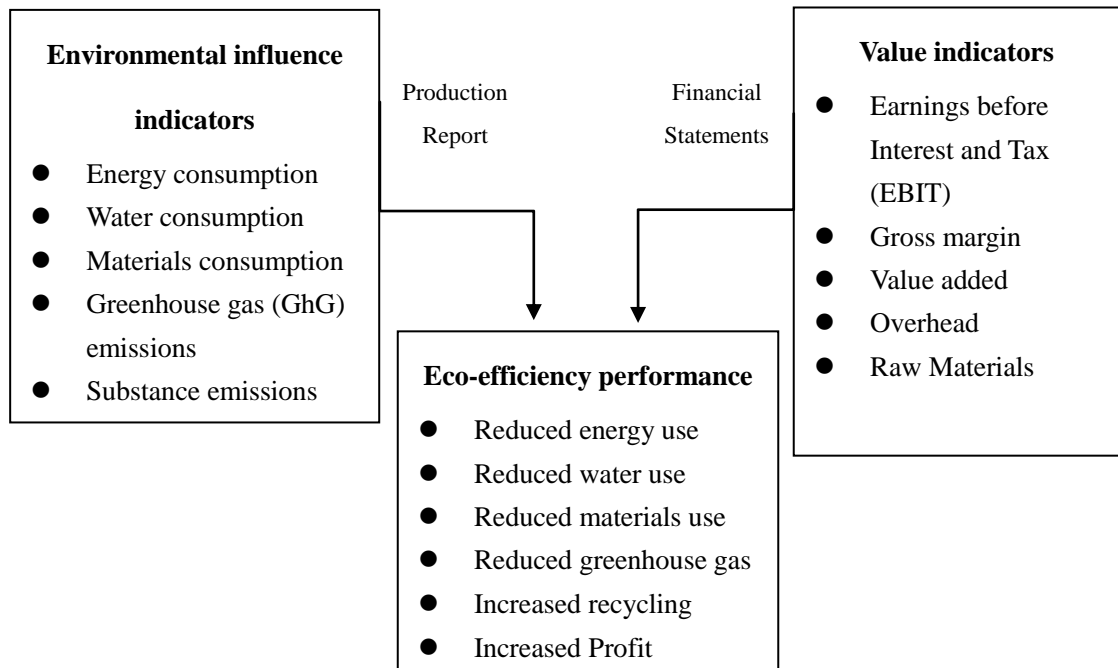 Environmental influence
indicators
● Energy consumption
● Water consumption
● Materials consumption
● Greenhouse gas (GhG)
emissions
● Substance emissions
Production
Report
Financial
Statements
Value indicators
● Earnings before
Interest and Tax
(EBIT)
● Gross margin
● Value added
● Overhead
● Raw Materials
Eco-efficiency performance
● Reduced energy use
● Reduced water use
● Reduced materials use
● Reduced greenhouse gas
● Increased recycling
● Increased Profit